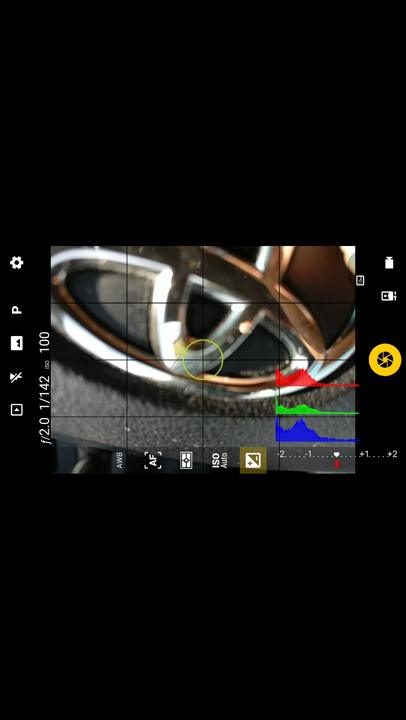 P
f/2.0 1/142 ISO 100
AWB
AF
ISO
Auto
-2....-1....♥....+1....+2